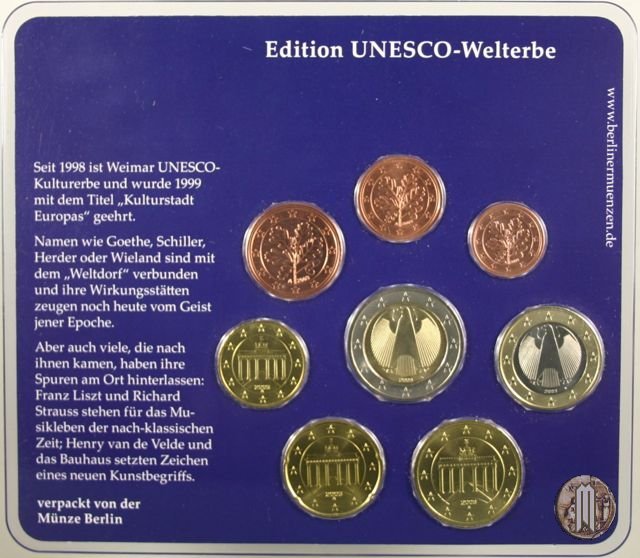 Edition UNESCO-Welterbe
www.berlinermuenzen.de
Seit 1998 ist Weimar UNESCO-
Kulturerbe und wurde 1999
mit dem Titel „Kulturstadt
Europas“ geehrt.
Namen wie Goethe, Schiller,
Herder oder Wieland sind mit
dem „Weltdorf“ verbunden
und ihre Wirkungsstätten
zeugen noch heute vom Geist
jener Epoche.
Aber auch viele, die nach
ihnen kamen, haben ihre
Spuren am Ort hinterlassen:
Franz Liszt und Richard
Strauss stehen für das Mu-
sikleben der nach-klassischen
Zeit; Henry van de Velde und
das Bauhaus setzten Zeichen
eines neuen Kunstbegriffs.
verpackt von der
Münze Berlin